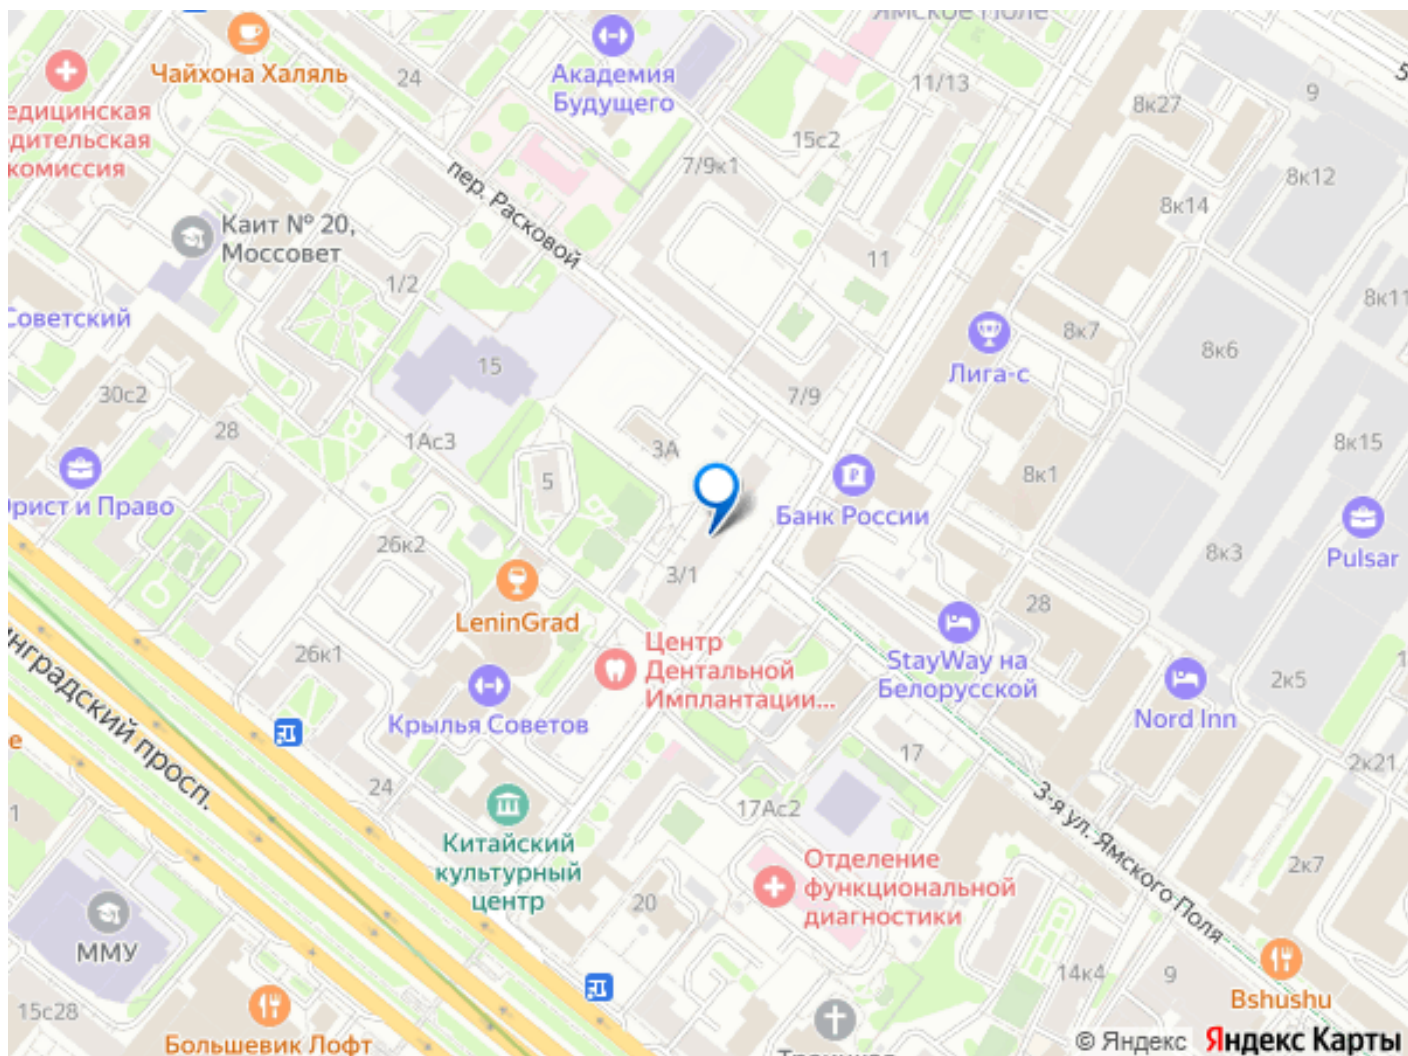 Ямское Поле
Чайхона Халяль
24
Академия
Будущего
11/13
9
8к27
едицинская
дительская
комиссия
15с2
7/9к1
8к12
пер. Расковой
8к14
Каит № 20,
Моссовет
11
1/2
8к11
Советский
8к7
8к6
15
Лига-с
30с2
7/9
28
1Ас3
3А
8к15
8к1
5
рист и Право
Банк России
26к2
8к3
Pulsar
3/1
28
LeninGrad
Центр
Дентальной
Имплантации...
26к1
StayWay на
Белорусской
2к5
Крылья Советов
Nord Inn
е
нградский просп.
17
2к21
24
17Ас2
1
3-я ул. Ямского Поля
Китайский
культурный
центр
Отделение
функциональной
диагностики
2к7
20
ММУ
14к4
9
15с28
Bshushu
Большевик Лофт
© Яндекс Яндекс Карты